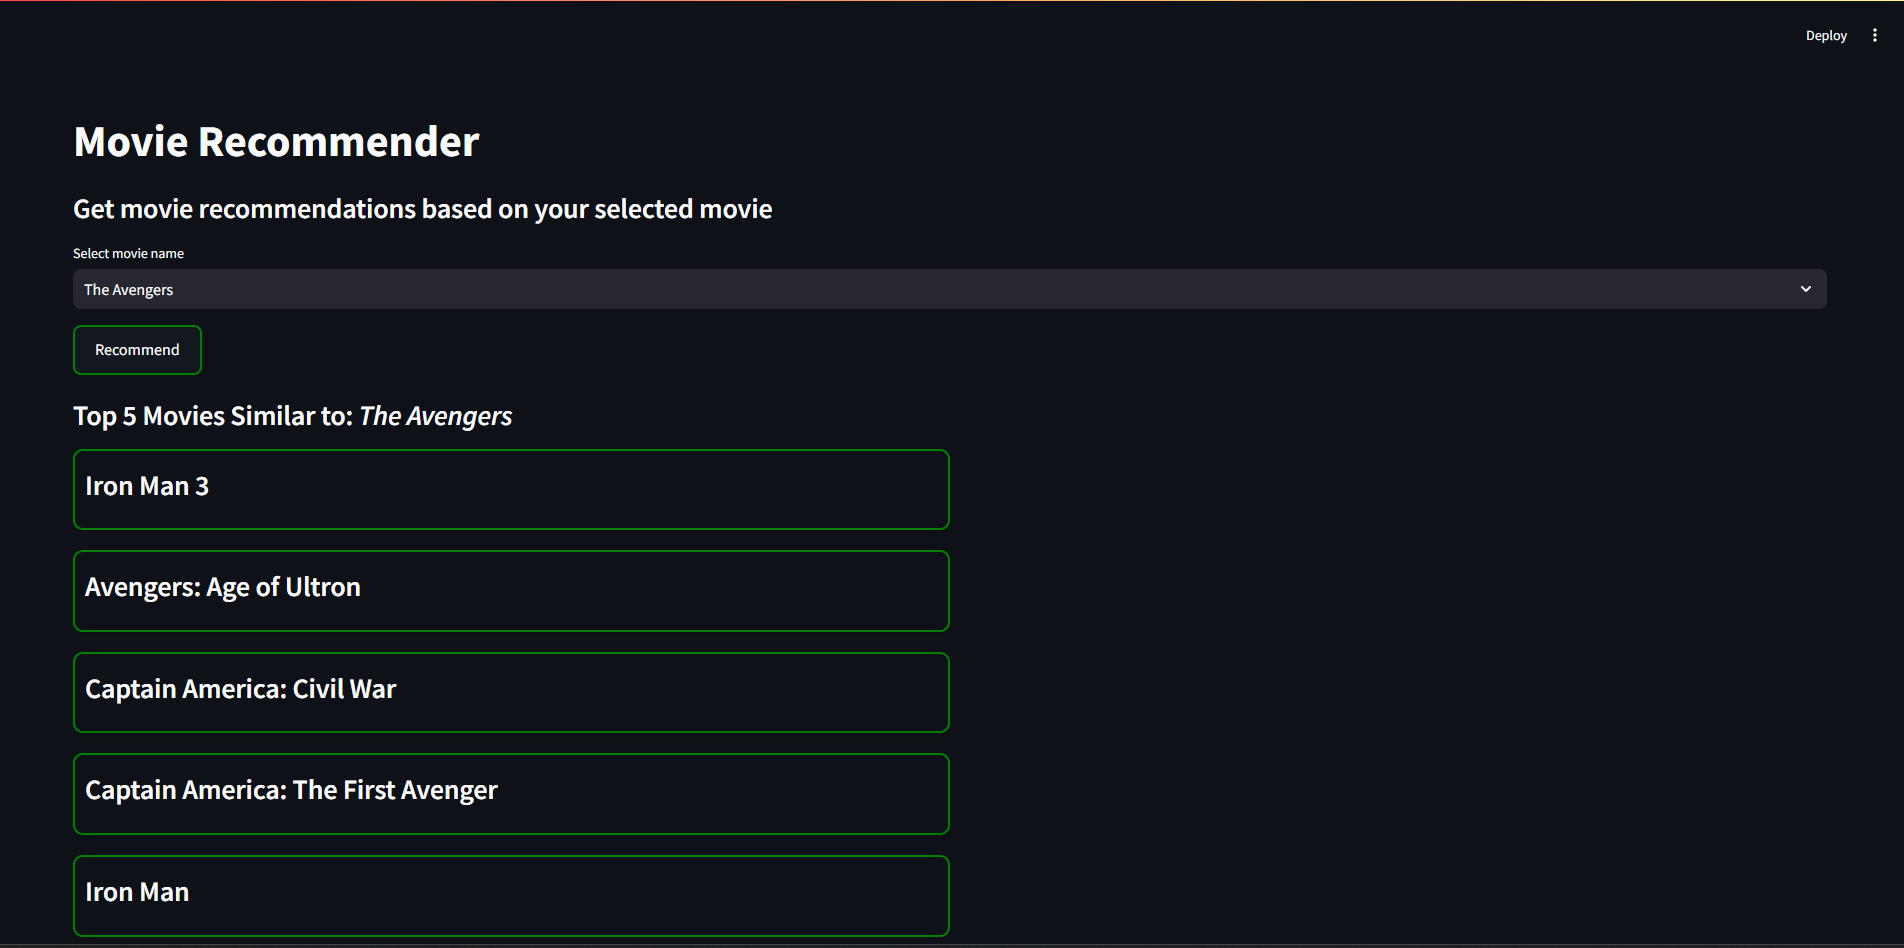 Deploy
Movie Recommender
Get movie recommendations based on your selected movie
Select movie name
The Avengers
Recommend
Top 5 Movies Similar to: The Avengers
Iron Man 3
Avengers: Age of Ultron
Captain America: Civil War
Captain America: The First Avenger
Iron Man